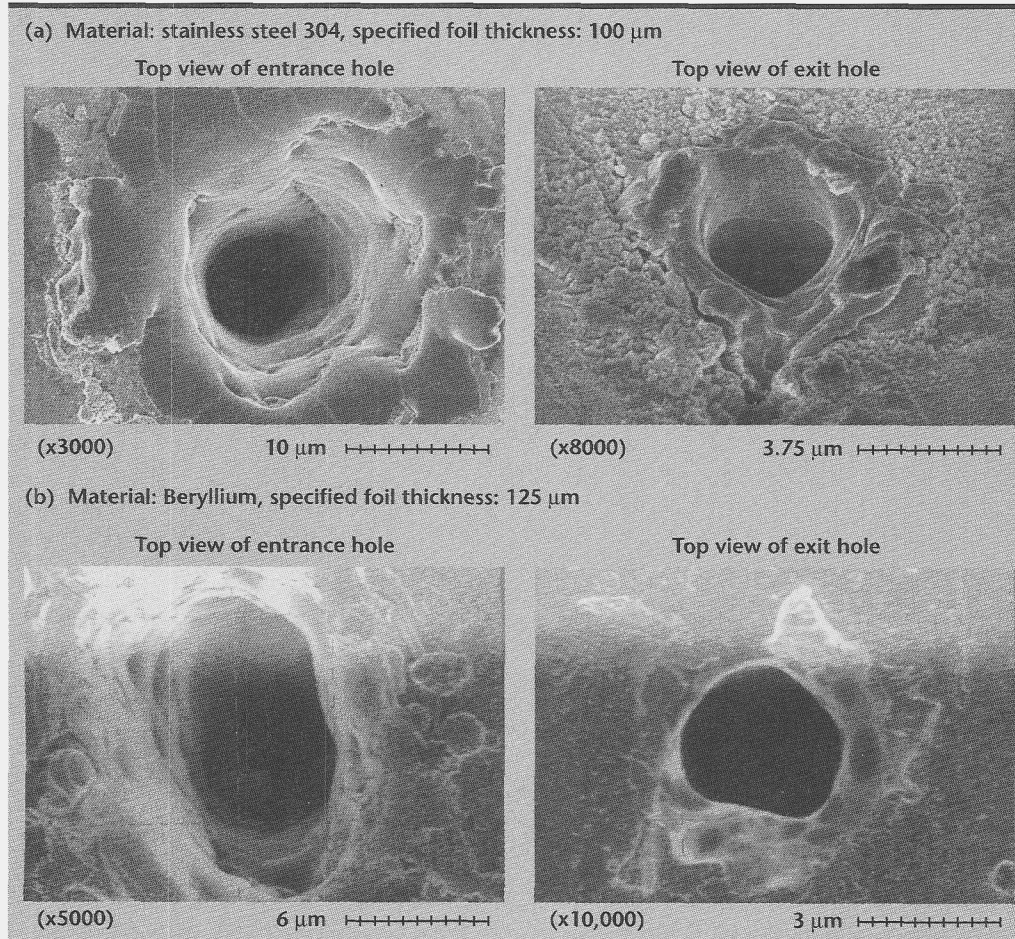 (a) Material: stainless steel 304, specified foil thickness: 100 μm
Top view of entrance hole
Top view of exit hole
(x3000) 10 μm
(x8000) 3.75 μm
(b) Material: Beryllium, specified foil thickness: 125 μm
Top view of entrance hole
Top view of exit hole
(x5000) 6 μm
(x10,000) 3 μm